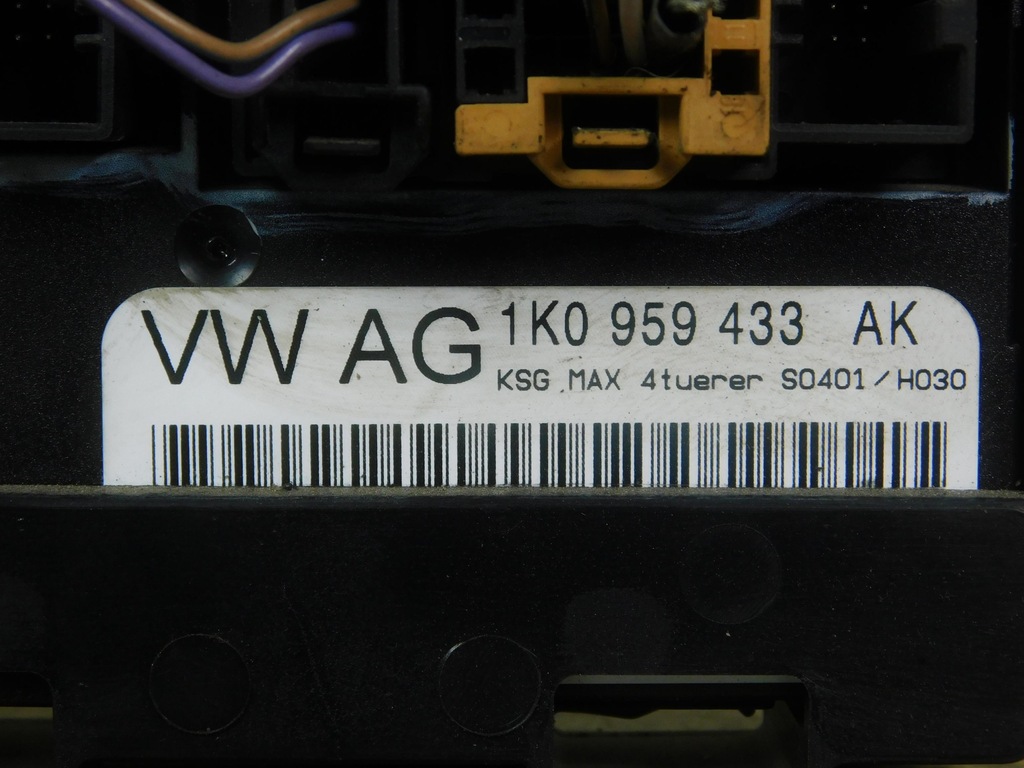 VW AG 1K0 959 433 AK
KSG MAX 4tuerer S0401/H030